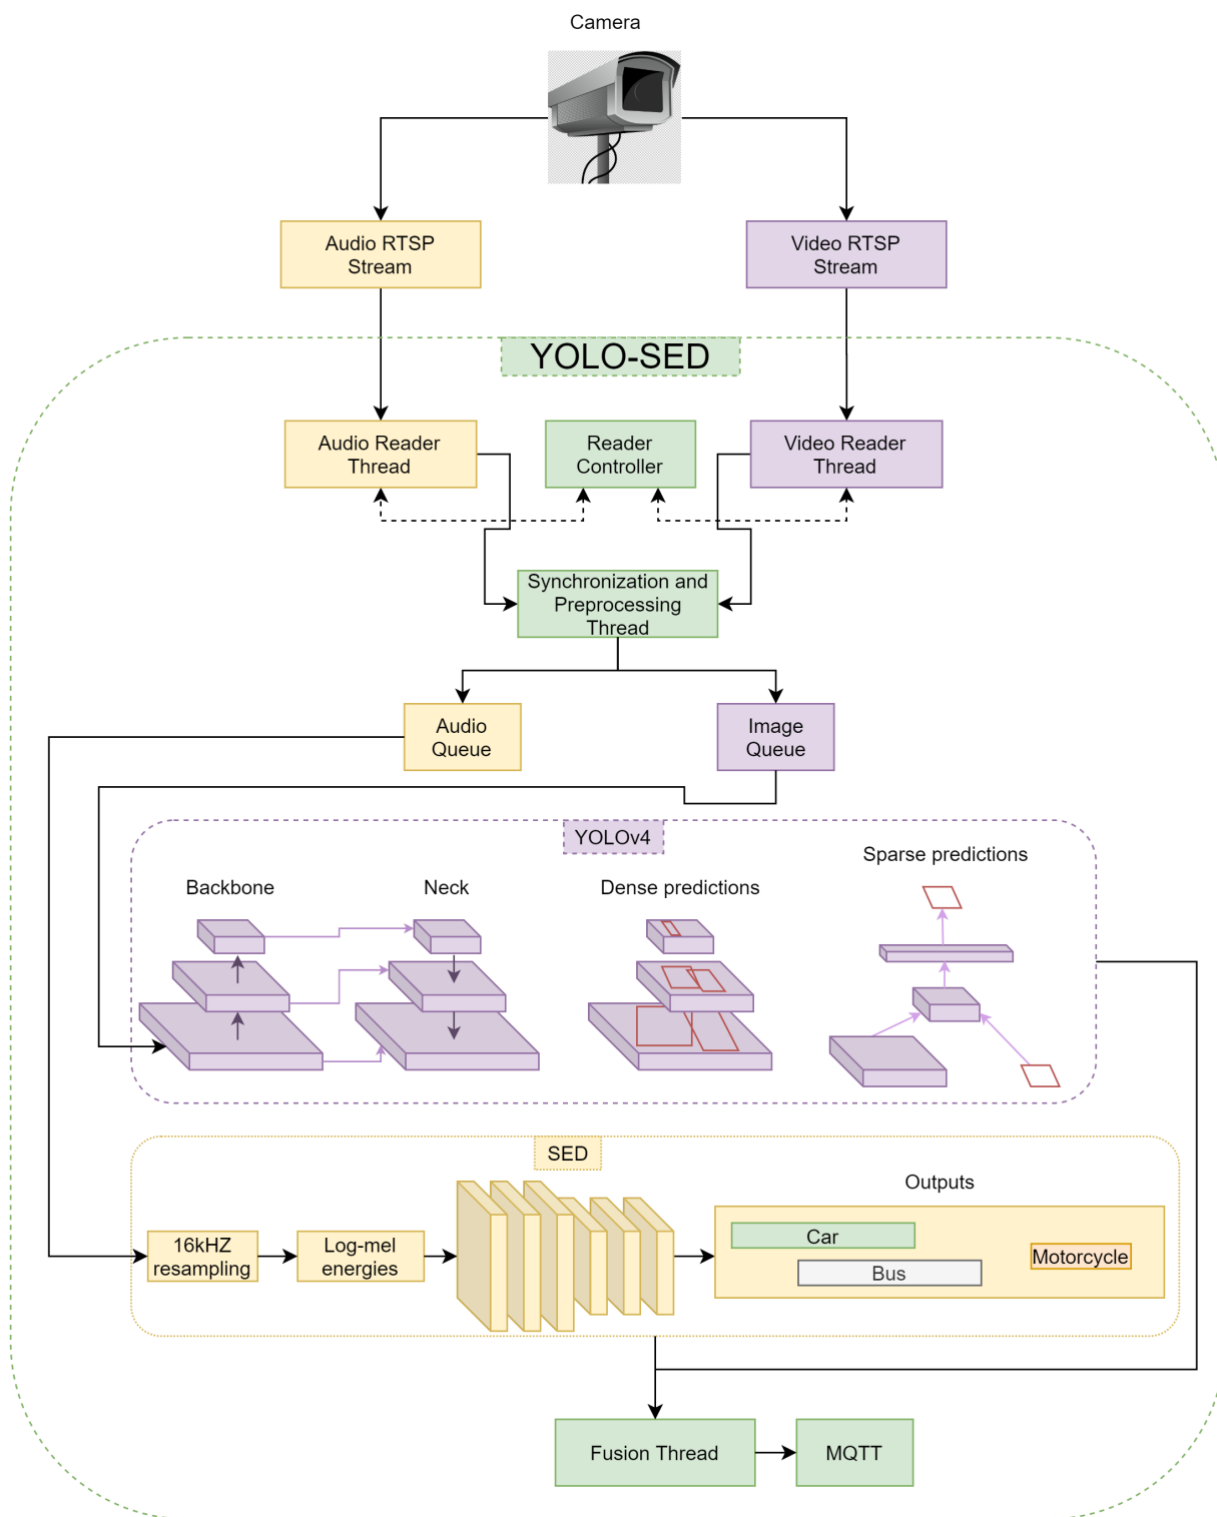 Camera
Audio RTSP
Stream
Video RTSP
Stream
YOLO-SED
Audio Reader
Thread
Reader
Controller
Video Reader
Thread
Synchronization and
Preprocessing
Thread
Audio
Queue
Image
Queue
YOLOv4
Backbone
Neck
Dense predictions
Sparse predictions
SED
16kHZ
resampling
Log-mel
energies
Outputs
Car
Bus
Motorcycle
Fusion Thread
MQTT